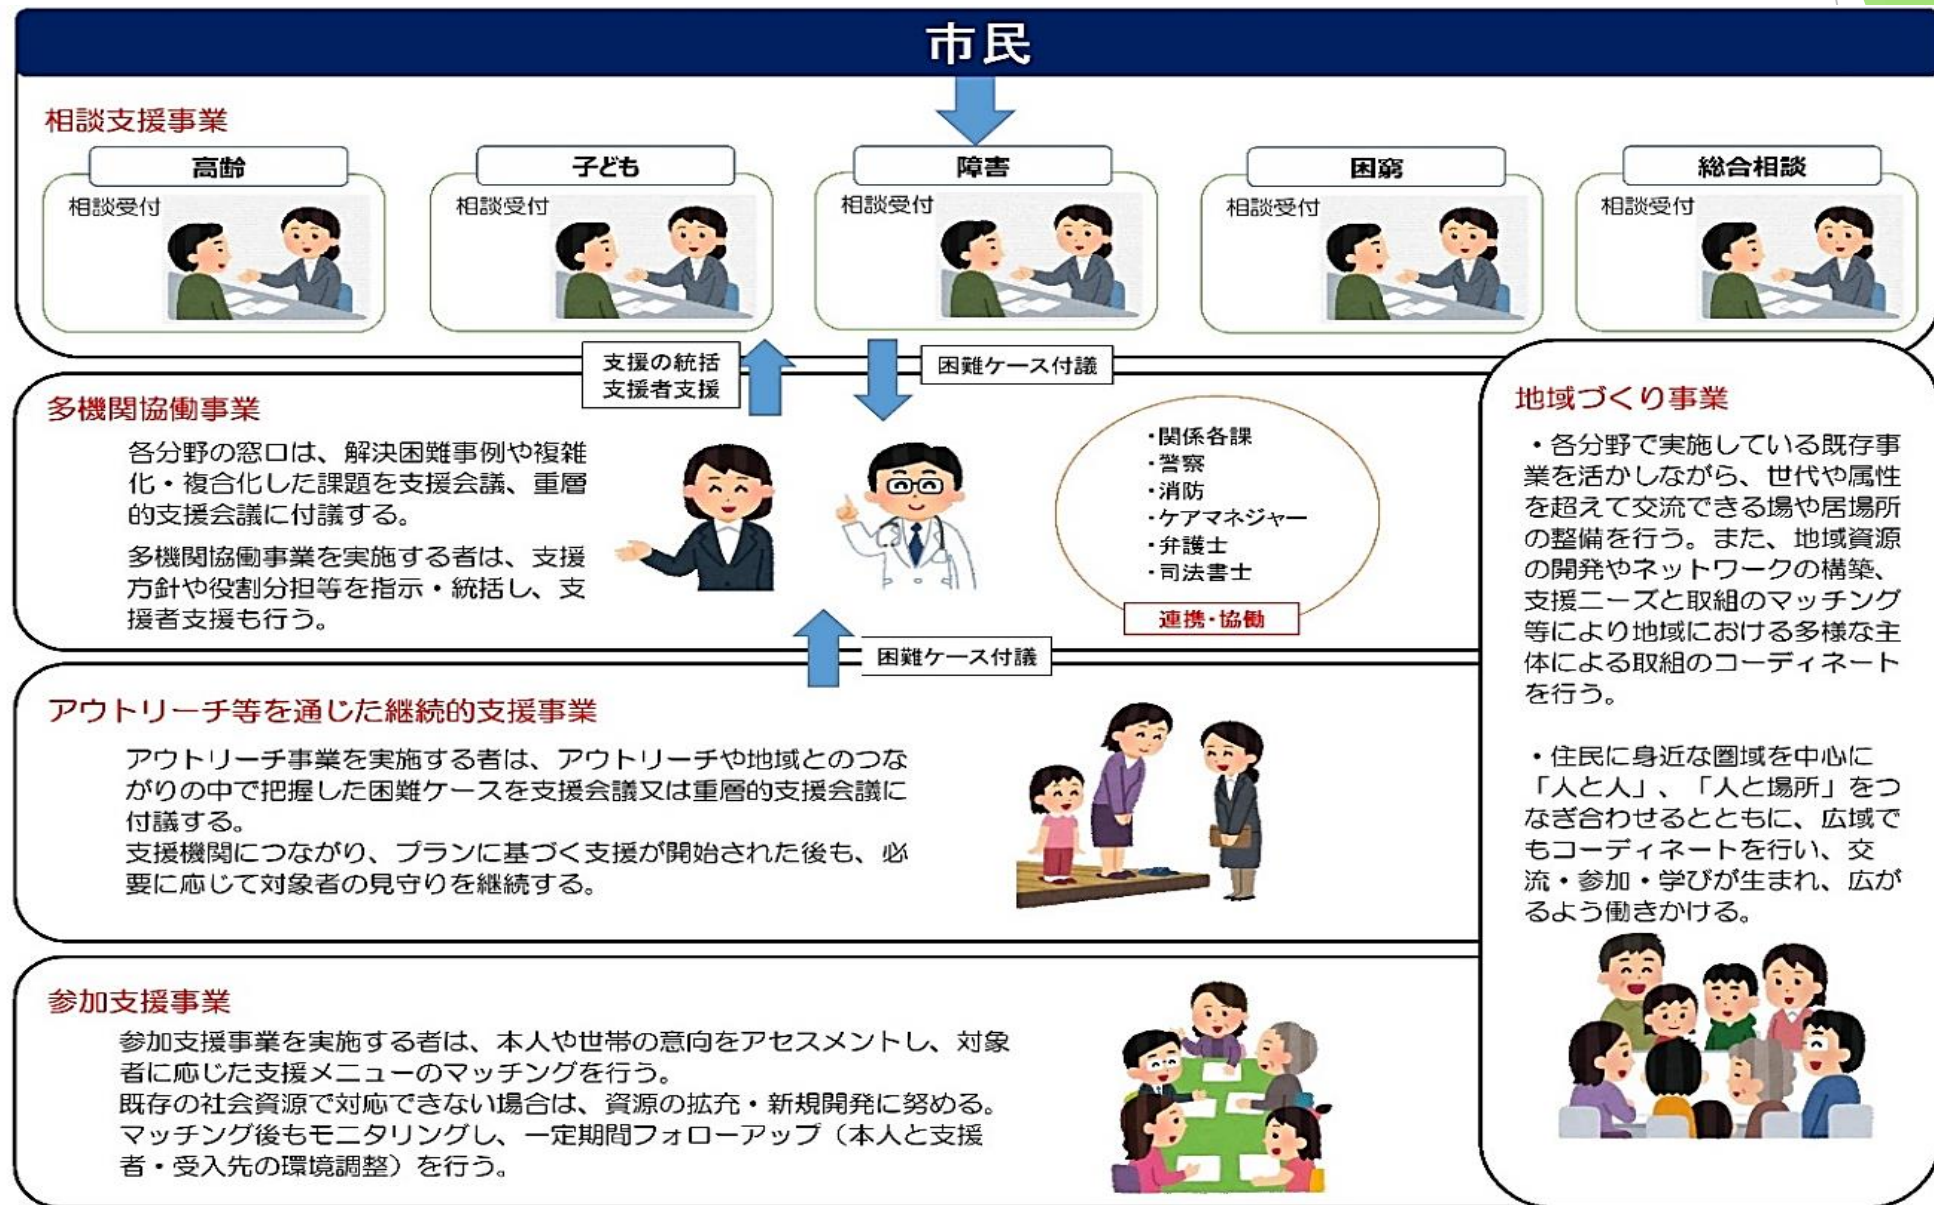 市民
相談支援事業
高齢
子ども
障害
困窮
総合相談
相談受付
相談受付
相談受付
相談受付
相談受付
支援の統括
支援者支援
困難ケース付議
多機関協働事業
各分野の窓口は、解決困難事例や複雑
化・複合化した課題を支援会議、重層
的支援会議に付議する。
多機関協働事業を実施する者は、支援
方針や役割分担等を指示・統括し、支
援者支援も行う。
・関係各課
・警察
・消防
・ケアマネジャー
・弁護士
・司法書士
連携・協働
困難ケース付議
アウトリーチ等を通じた継続的支援事業
アウトリーチ事業を実施する者は、アウトリーチや地域とのつな
がりの中で把握した困難ケースを支援会議又は重層的支援会議に
付議する。
支援機関につながり、プランに基づく支援が開始された後も、必
要に応じて対象者の見守りを継続する。
参加支援事業
参加支援事業を実施する者は、本人や世帯の意向をアセスメントし、対象
者に応じた支援メニューのマッチングを行う。
既存の社会資源で対応できない場合は、資源の拡充・新規開発に努める。
マッチング後もモニタリングし、一定期間フォローアップ（本人と支援
者・受入先の環境調整）を行う。
地域づくり事業
・各分野で実施している既存事
業を活かしながら、世代や属性
を超えて交流できる場や居場所
の整備を行う。また、地域資源
の開発やネットワークの構築、
支援ニーズと取組のマッチング
等により地域における多様な主
体による取組のコーディネート
を行う。
・住民に身近な圏域を中心に
「人と人」、「人と場所」をつ
なぎ合わせるとともに、広域で
もコーディネートを行い、交
流・参加・学びが生まれ、広が
るよう働きかける。